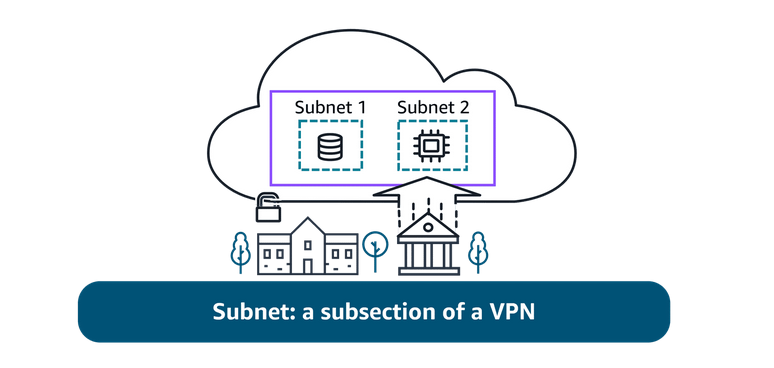 Subnet 1 Subnet 2
Subnet: a subsection of a VPN